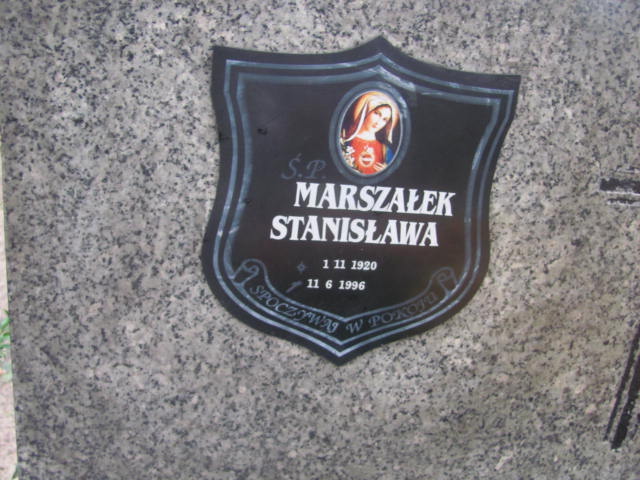 Ś.P.
MARSZAŁEK
STANISŁAWA
1 11 1920
11 6 1996
SPOCZYWAJ W POKOJU